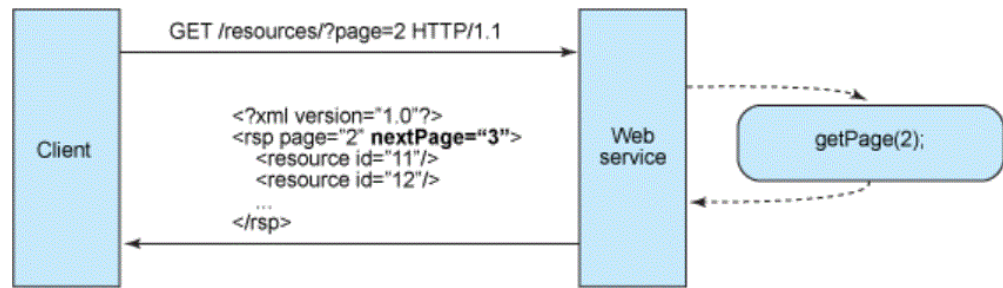 GET /resources/?page=2 HTTP/1.1
Client
<?xml version="1.0"?>
<rsp page="2" nextPage=“3”>
<resource id="11"/>
<resource id="12"/>
...
</rsp>
Web
service
getPage(2);